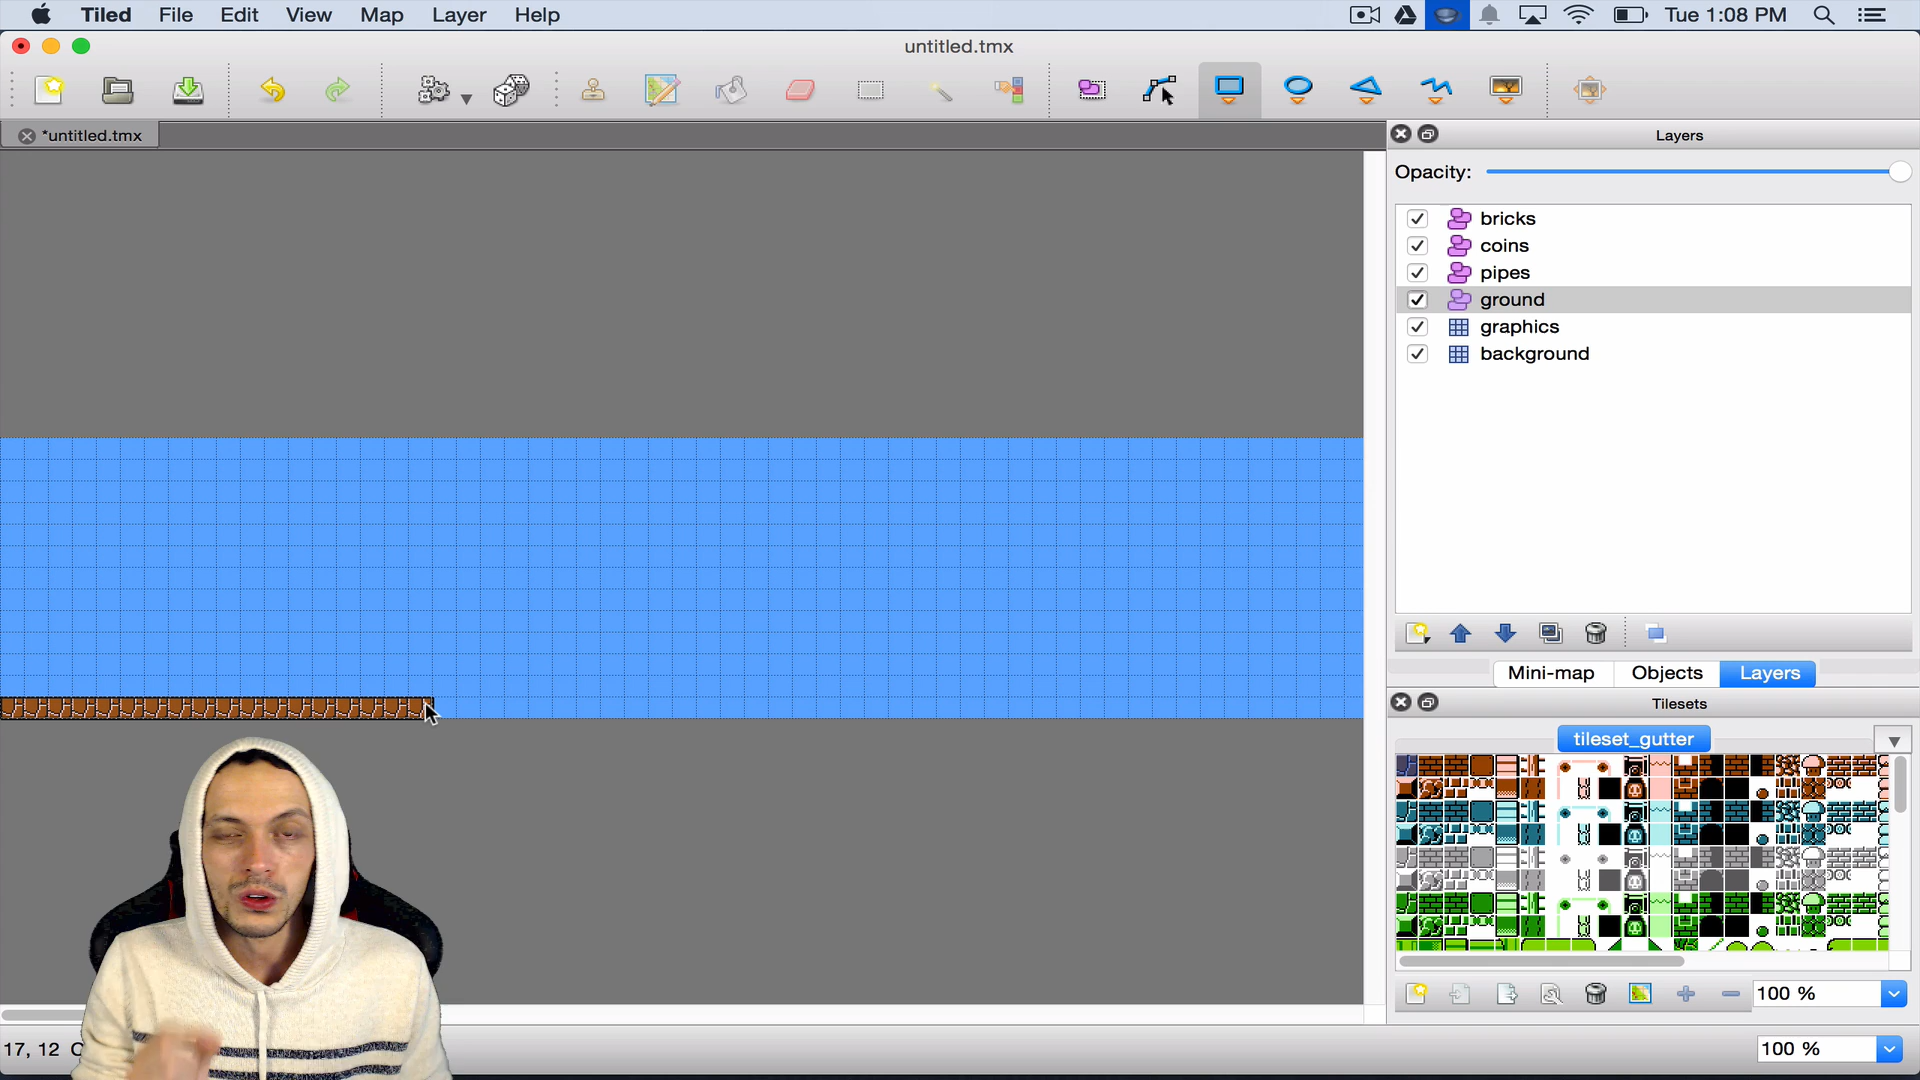 Tiled File Edit View Map Layer Help Tue 1:08 PM
untitled.tmx
*untitled.tmx
Layers
Opacity:
bricks
coins
pipes
ground
graphics
background
Mini-map Objects Layers
Tilesets
tileset_gutter
100 %
17, 12
100 %